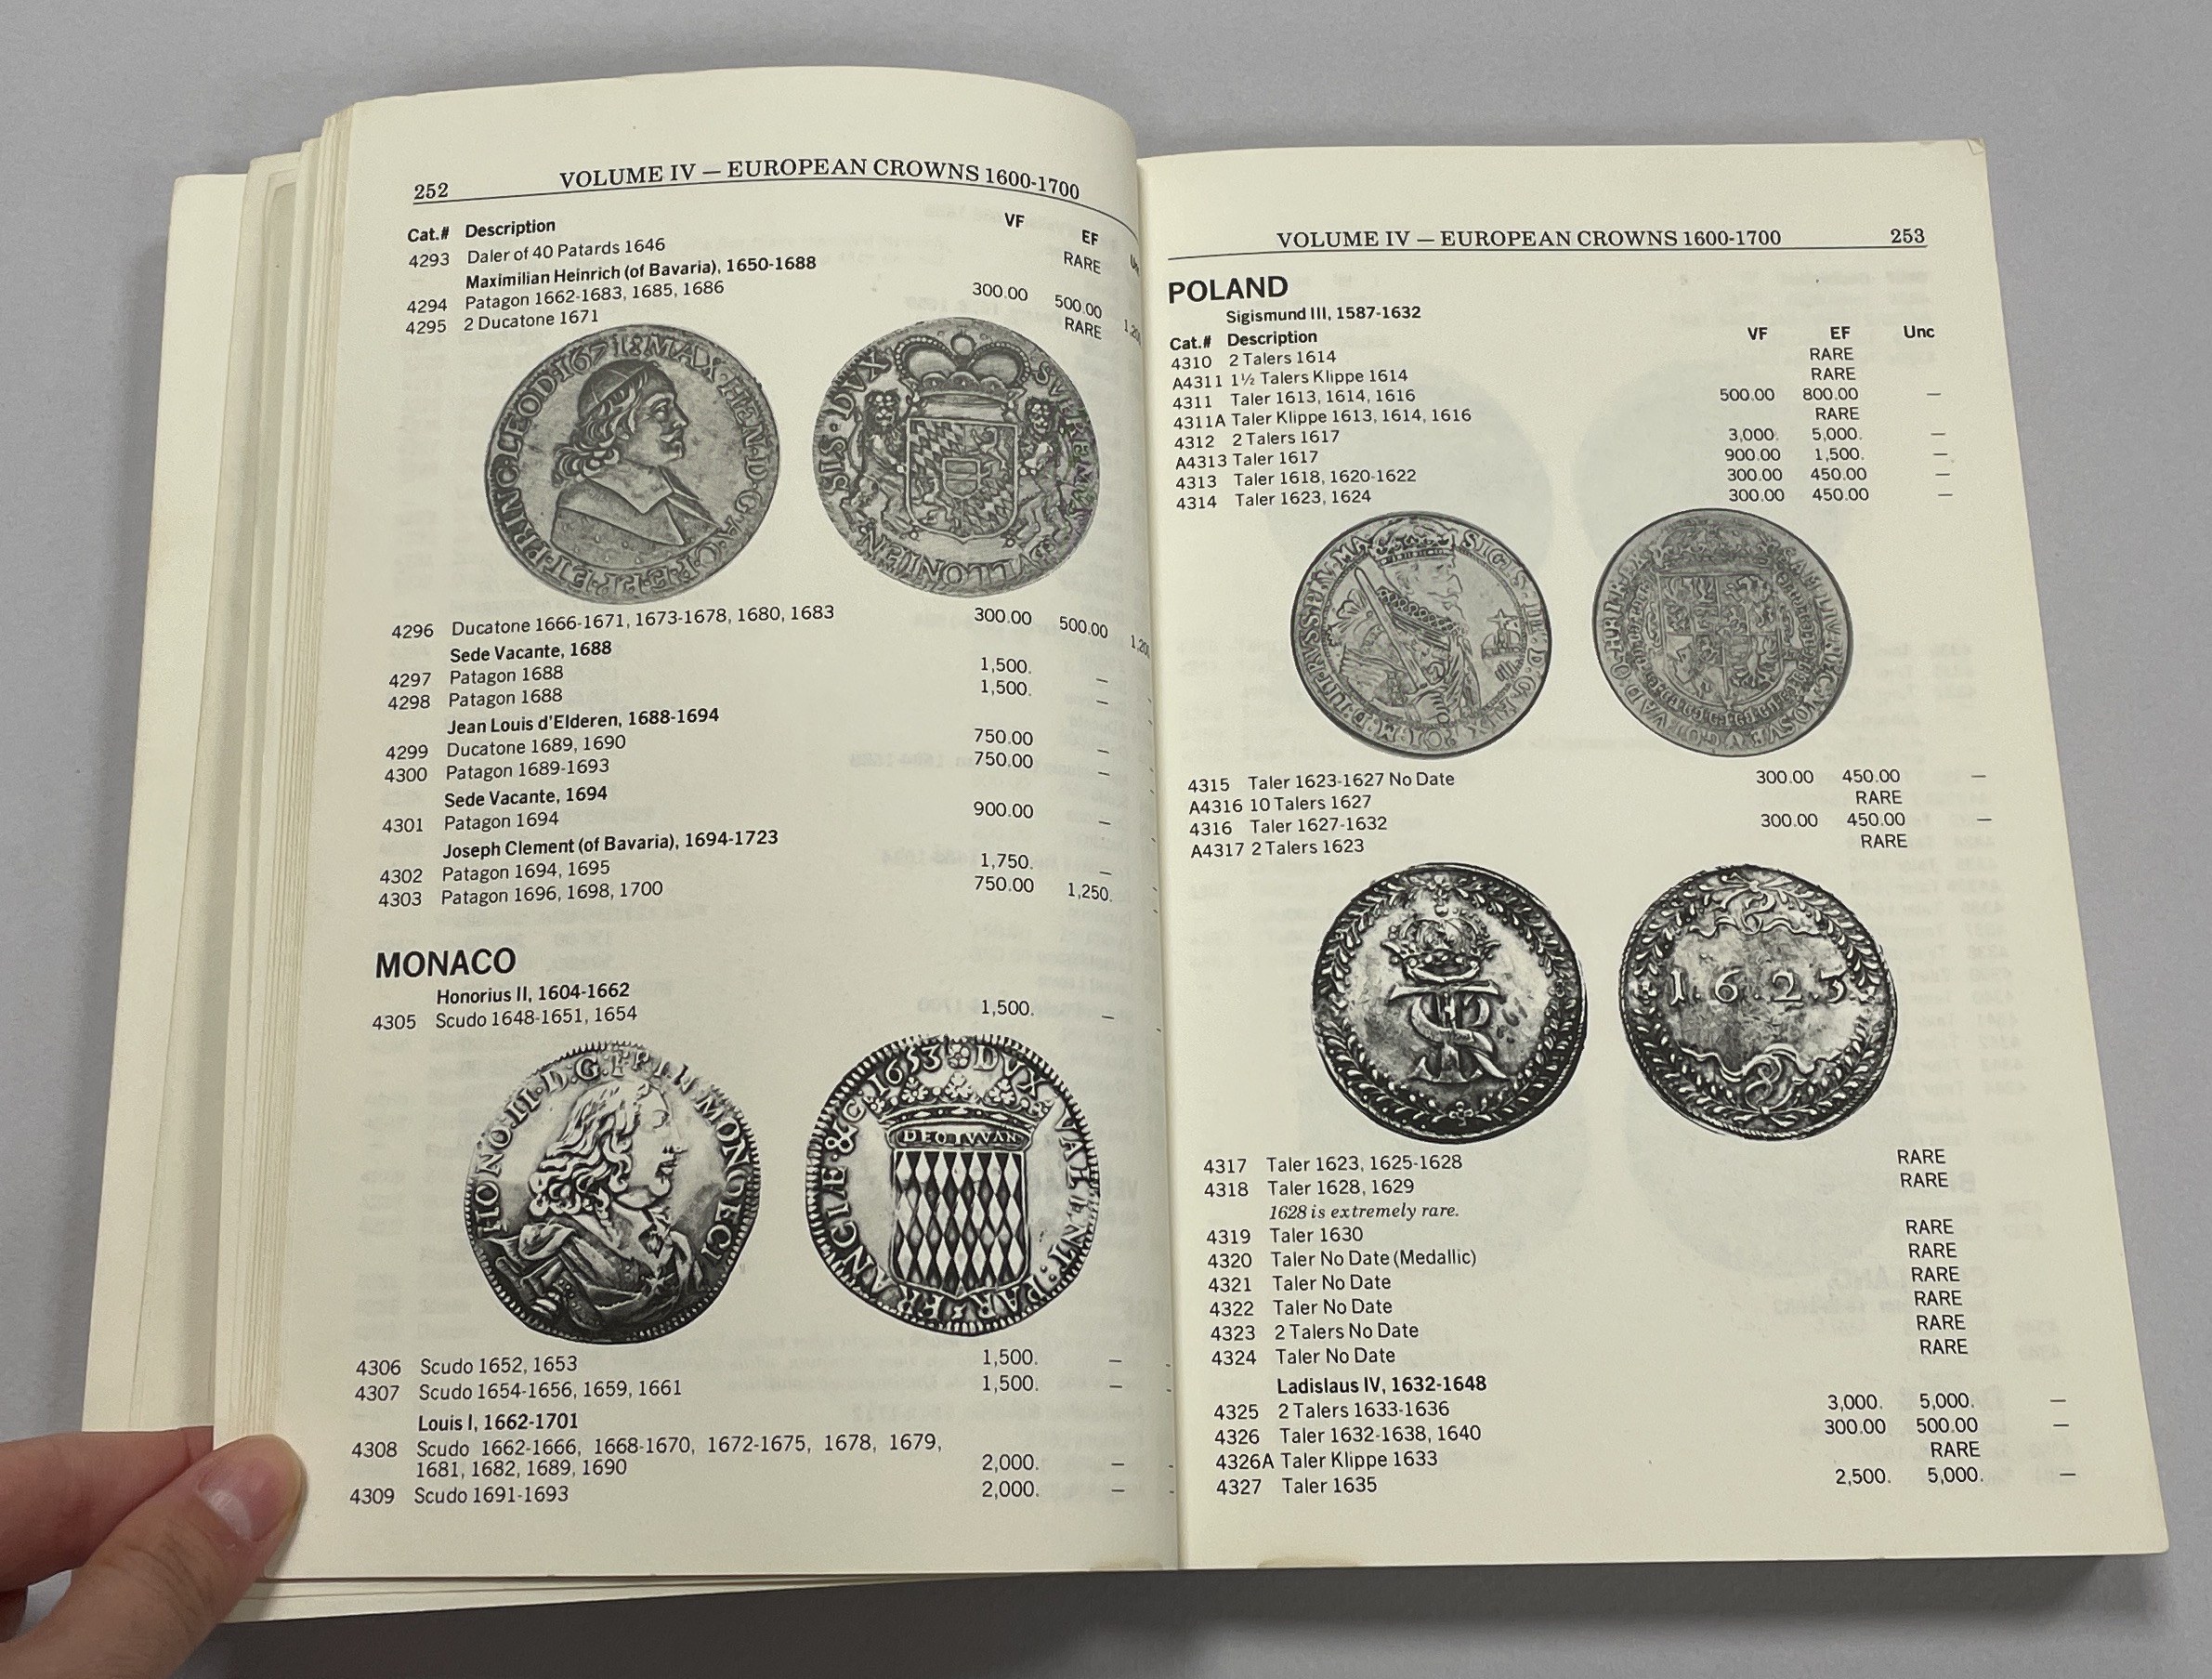 252
VOLUME IV — EUROPEAN CROWNS 1600-1700
Cat.# Description VF EF
4293 Daler of 40 Patards 1646 RARE
Maximilian Heinrich (of Bavaria), 1650-1688
4294 Patagon 1662-1683, 1685, 1686 300.00 500.00
4295 2 Ducatone 1671 RARE
4296 Ducatone 1666-1671, 1673-1678, 1680, 1683 300.00 500.00
Sede Vacante, 1688
4297 Patagon 1688 1,500. —
4298 Patagon 1688 1,500. —
Jean Louis d'Elderen, 1688-1694
4299 Ducatone 1689, 1690 750.00 —
4300 Patagon 1689-1693 750.00 —
Sede Vacante, 1694
4301 Patagon 1694 900.00 —
Joseph Clement (of Bavaria), 1694-1723
4302 Patagon 1694, 1695 1,750. —
4303 Patagon 1696, 1698, 1700 750.00 1,250.
MONACO
Honorius II, 1604-1662
4305 Scudo 1648-1651, 1654 1,500. —
HONO·II·D·G·PRIN·MONOECI
1653 DVX VALENT·PAR·FRANCIÆ·&C·
4306 Scudo 1652, 1653 1,500. —
4307 Scudo 1654-1656, 1659, 1661 1,500. —
Louis I, 1662-1701
4308 Scudo 1662-1666, 1668-1670, 1672-1675, 1678, 1679,
1681, 1682, 1689, 1690 2,000. —
4309 Scudo 1691-1693 2,000. —
VOLUME IV — EUROPEAN CROWNS 1600-1700
253
POLAND
Sigismund III, 1587-1632
Cat.# Description VF EF Unc
4310 2 Talers 1614 RARE
A4311 1½ Talers Klippe 1614 RARE
4311 Taler 1613, 1614, 1616 500.00 800.00 —
4311A Taler Klippe 1613, 1614, 1616 RARE
4312 2 Talers 1617 3,000. 5,000. —
A4313 Taler 1617 900.00 1,500. —
4313 Taler 1618, 1620-1622 300.00 450.00 —
4314 Taler 1623, 1624 300.00 450.00 —
4315 Taler 1623-1627 No Date 300.00 450.00 —
A4316 10 Talers 1627 RARE
4316 Taler 1627-1632 300.00 450.00 —
A4317 2 Talers 1623 RARE
1.6.2.3
4317 Taler 1623, 1625-1628 RARE
4318 Taler 1628, 1629 RARE
1628 is extremely rare.
4319 Taler 1630 RARE
4320 Taler No Date (Medallic) RARE
4321 Taler No Date RARE
4322 Taler No Date RARE
4323 2 Talers No Date RARE
4324 Taler No Date RARE
Ladislaus IV, 1632-1648
4325 2 Talers 1633-1636 3,000. 5,000. —
4326 Taler 1632-1638, 1640 300.00 500.00 —
4326A Taler Klippe 1633 RARE
4327 Taler 1635 2,500. 5,000. —